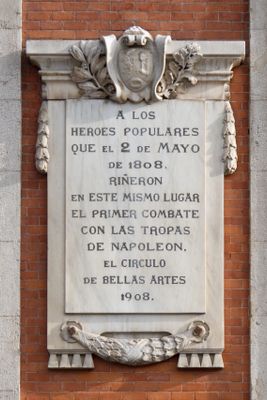 A LOS
HEROES POPULARES
QUE EL 2 DE MAYO
DE 1808.
RIÑERON
EN ESTE MISMO LUGAR
EL PRIMER COMBATE
CON LAS TROPAS
DE NAPOLEON,
EL CIRCULO
DE BELLAS ARTES
1908.